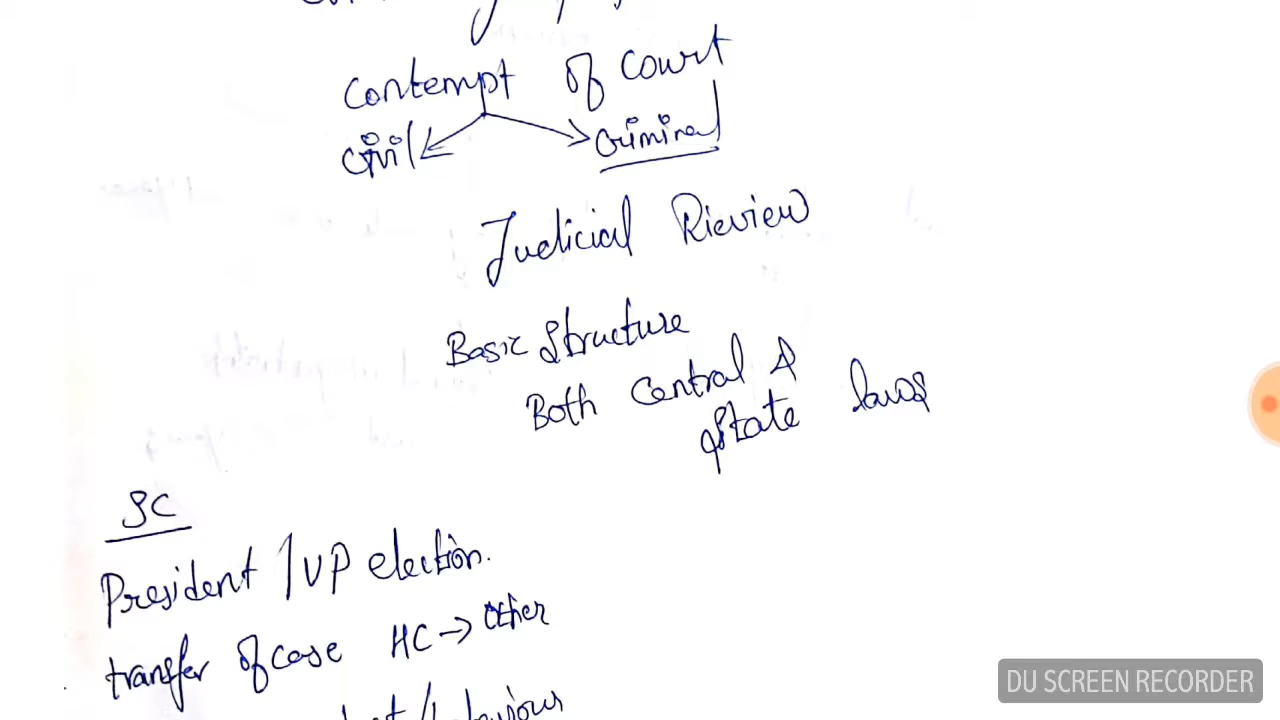 Contempt of Court
Civil Criminal
Judicial Rieview
Basic Structure
Both Central &
State laws
SC
President / VP election.
transfer of case HC → Other
DU SCREEN RECORDER